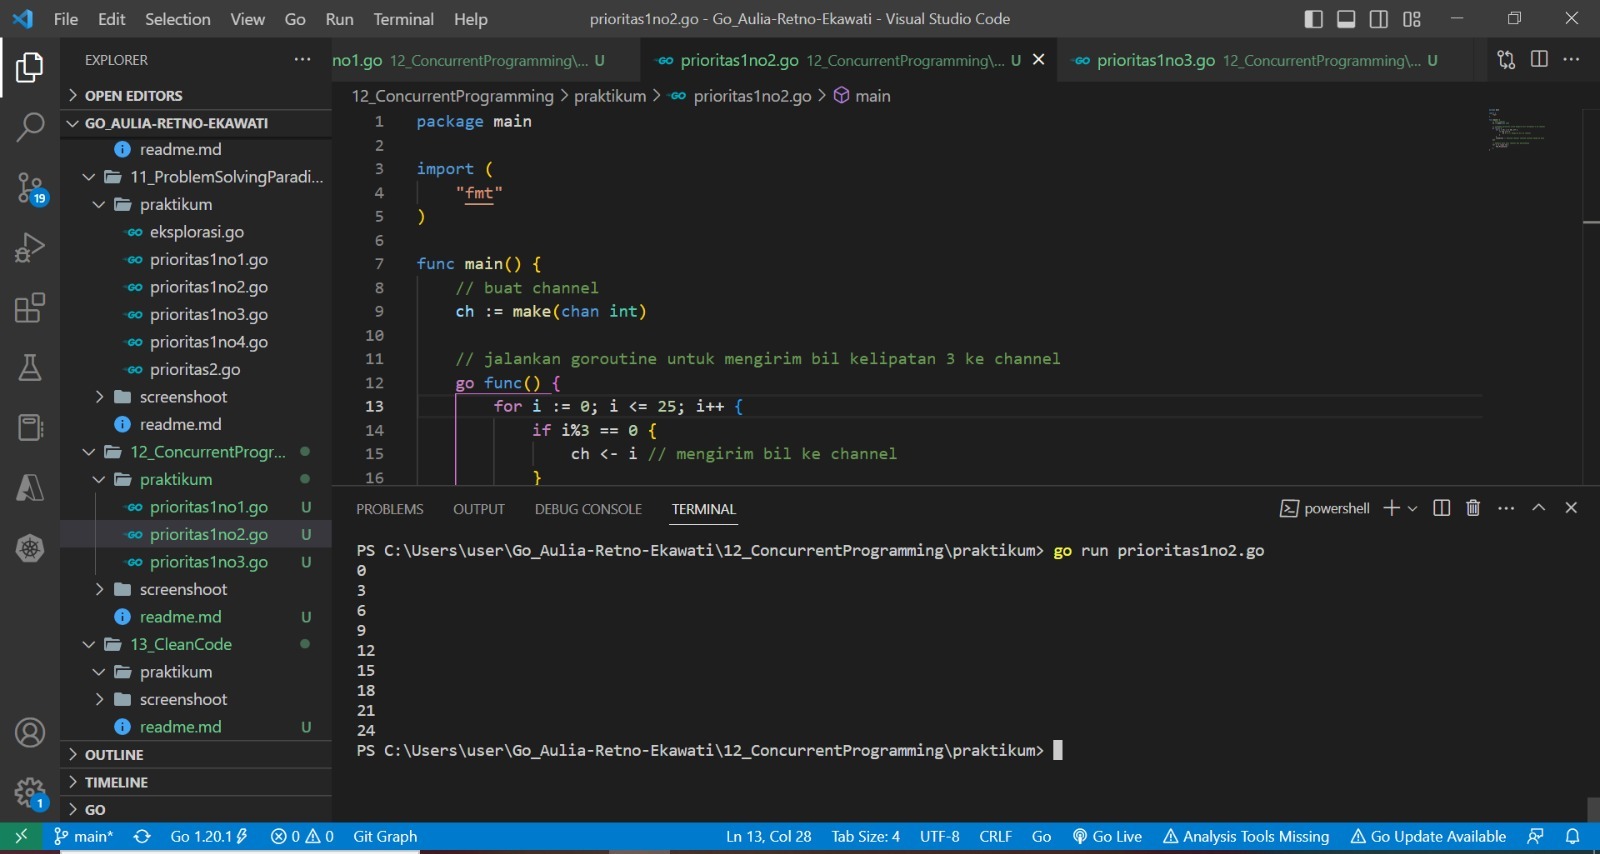 File Edit Selection View Go Run Terminal Help prioritas1no2.go - Go_Aulia-Retno-Ekawati - Visual Studio Code
EXPLORER
OPEN EDITORS
GO_AULIA-RETNO-EKAWATI
readme.md
11_ProblemSolvingParadi...
praktikum
eksplorasi.go
prioritas1no1.go
prioritas1no2.go
prioritas1no3.go
prioritas1no4.go
prioritas2.go
screenshoot
readme.md
12_ConcurrentProgr...
praktikum
prioritas1no1.go U
prioritas1no2.go U
prioritas1no3.go U
screenshoot
readme.md U
13_CleanCode
praktikum
screenshoot
readme.md U
OUTLINE
TIMELINE
GO
19
1
no1.go 12_ConcurrentProgramming\... U
prioritas1no2.go 12_ConcurrentProgramming\... U
prioritas1no3.go 12_ConcurrentProgramming\... U
12_ConcurrentProgramming > praktikum > prioritas1no2.go > main
1 package main
2
3 import (
4 "fmt"
5 )
6
7 func main() {
8 // buat channel
9 ch := make(chan int)
10
11 // jalankan goroutine untuk mengirim bil kelipatan 3 ke channel
12 go func() {
13 for i := 0; i <= 25; i++ {
14 if i%3 == 0 {
15 ch <- i // mengirim bil ke channel
16 }
PROBLEMS OUTPUT DEBUG CONSOLE TERMINAL powershell
PS C:\Users\user\Go_Aulia-Retno-Ekawati\12_ConcurrentProgramming\praktikum> go run prioritas1no2.go
0
3
6
9
12
15
18
21
24
PS C:\Users\user\Go_Aulia-Retno-Ekawati\12_ConcurrentProgramming\praktikum>
main* Go 1.20.1 0 0 Git Graph Ln 13, Col 28 Tab Size: 4 UTF-8 CRLF Go Go Live Analysis Tools Missing Go Update Available